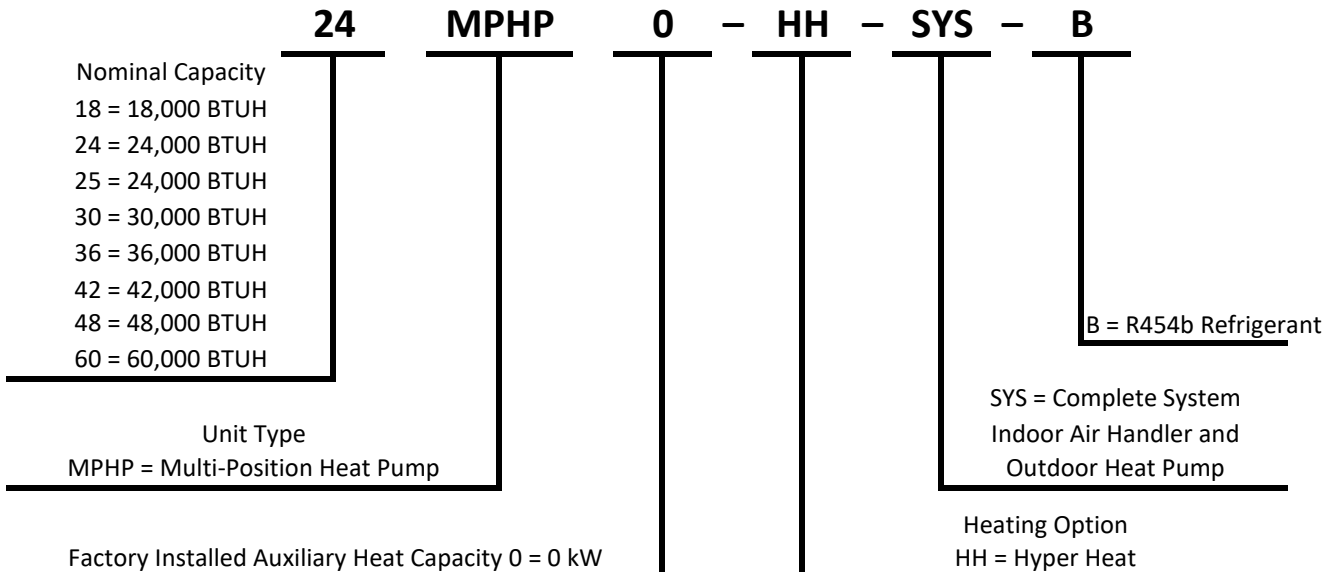 24 MPHP 0 – HH – SYS – B
Nominal Capacity
18 = 18,000 BTUH
24 = 24,000 BTUH
25 = 24,000 BTUH
30 = 30,000 BTUH
36 = 36,000 BTUH
42 = 42,000 BTUH
48 = 48,000 BTUH
60 = 60,000 BTUH
B = R454b Refrigerant
SYS = Complete System
Indoor Air Handler and
Outdoor Heat Pump
Unit Type
MPHP = Multi-Position Heat Pump
Heating Option
HH = Hyper Heat
Factory Installed Auxiliary Heat Capacity 0 = 0 kW